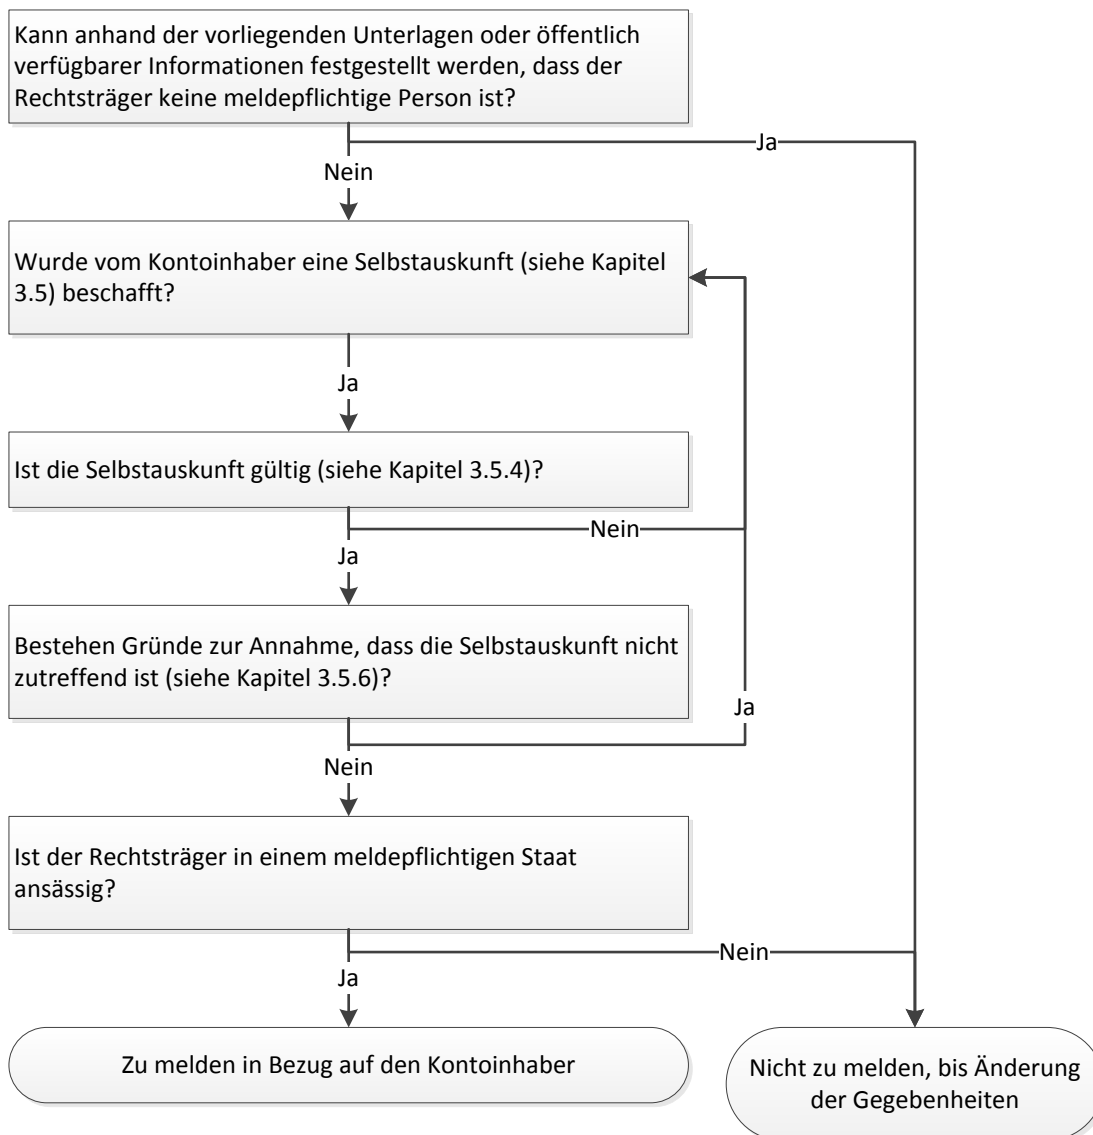 Kann anhand der vorliegenden Unterlagen oder öffentlich
verfügbarer Informationen festgestellt werden, dass der
Rechtsträger keine meldepflichtige Person ist?
Ja
Nein
Wurde vom Kontoinhaber eine Selbstauskunft (siehe Kapitel
3.5) beschafft?
Ja
Ist die Selbstauskunft gültig (siehe Kapitel 3.5.4)?
Nein
Ja
Bestehen Gründe zur Annahme, dass die Selbstauskunft nicht
zutreffend ist (siehe Kapitel 3.5.6)?
Ja
Nein
Ist der Rechtsträger in einem meldepflichtigen Staat
ansässig?
Nein
Ja
Zu melden in Bezug auf den Kontoinhaber
Nicht zu melden, bis Änderung
der Gegebenheiten